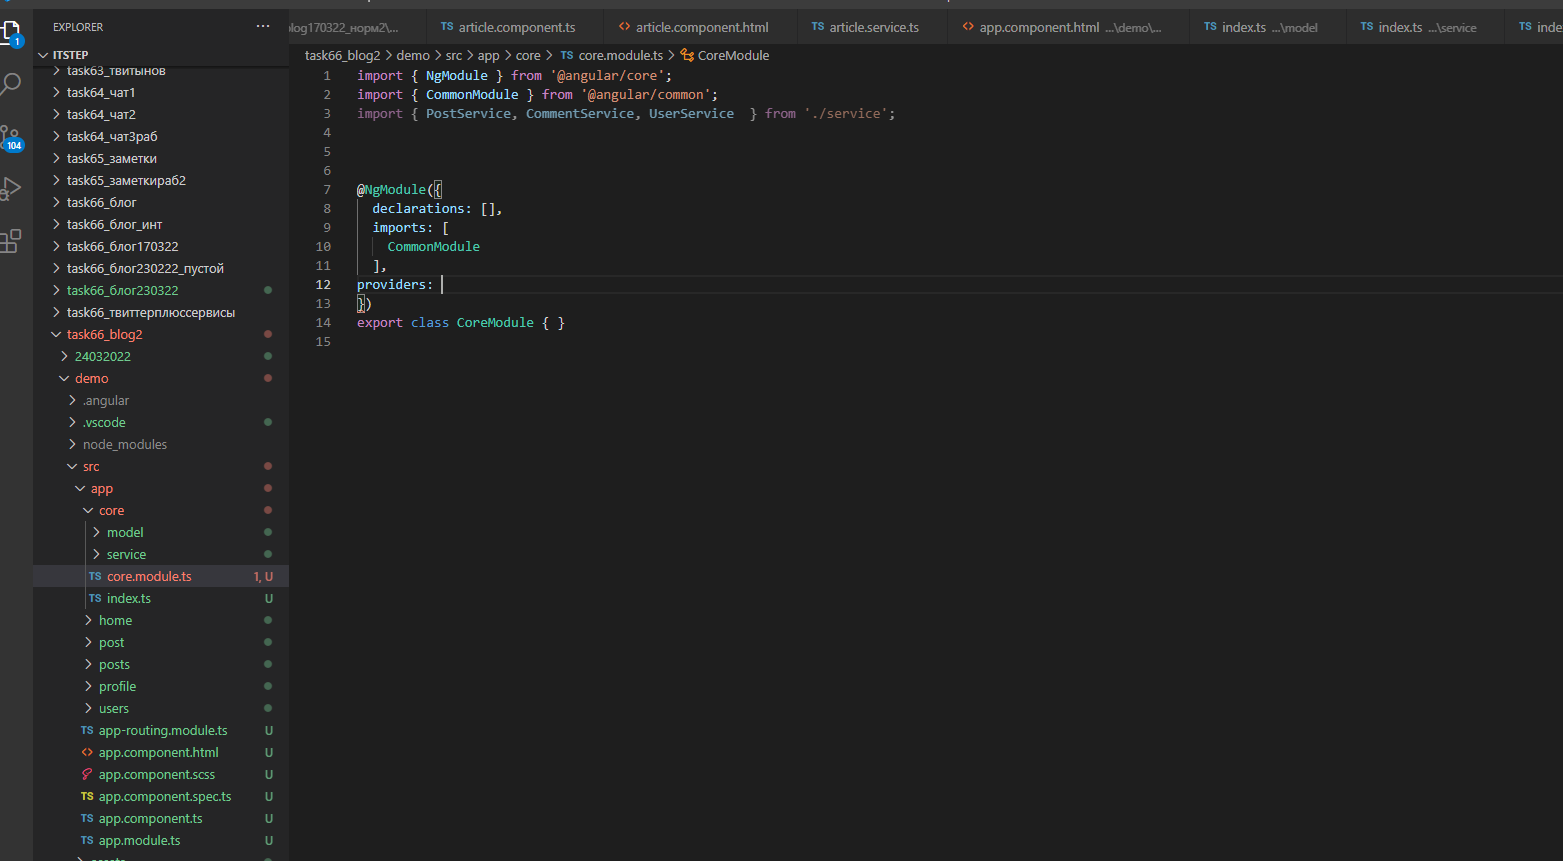 EXPLORER
ITSTEP
task63_твитынов
task64_чат1
task64_чат2
task64_чат3раб
task65_заметки
task65_заметкираб2
task66_блог
task66_блог_инт
task66_блог170322
task66_блог230222_пустой
task66_блог230322
task66_твиттерплюссервисы
task66_blog2
24032022
demo
.angular
.vscode
node_modules
src
app
core
model
service
TS core.module.ts 1, U
TS index.ts U
home
post
posts
profile
users
TS app-routing.module.ts U
<> app.component.html U
app.component.scss U
TS app.component.spec.ts U
TS app.component.ts U
TS app.module.ts U
1
104
blog170322_норм2\... TS article.component.ts <> article.component.html TS article.service.ts <> app.component.html ...\demo\... TS index.ts ...\model TS index.ts ...\service TS inde
task66_blog2 > demo > src > app > core > TS core.module.ts > CoreModule
1 import { NgModule } from '@angular/core';
2 import { CommonModule } from '@angular/common';
3 import { PostService, CommentService, UserService  } from './service';
4
5
6
7 @NgModule({
8   declarations: [],
9   imports: [
10     CommonModule
11   ],
12 providers:
13 })
14 export class CoreModule { }
15